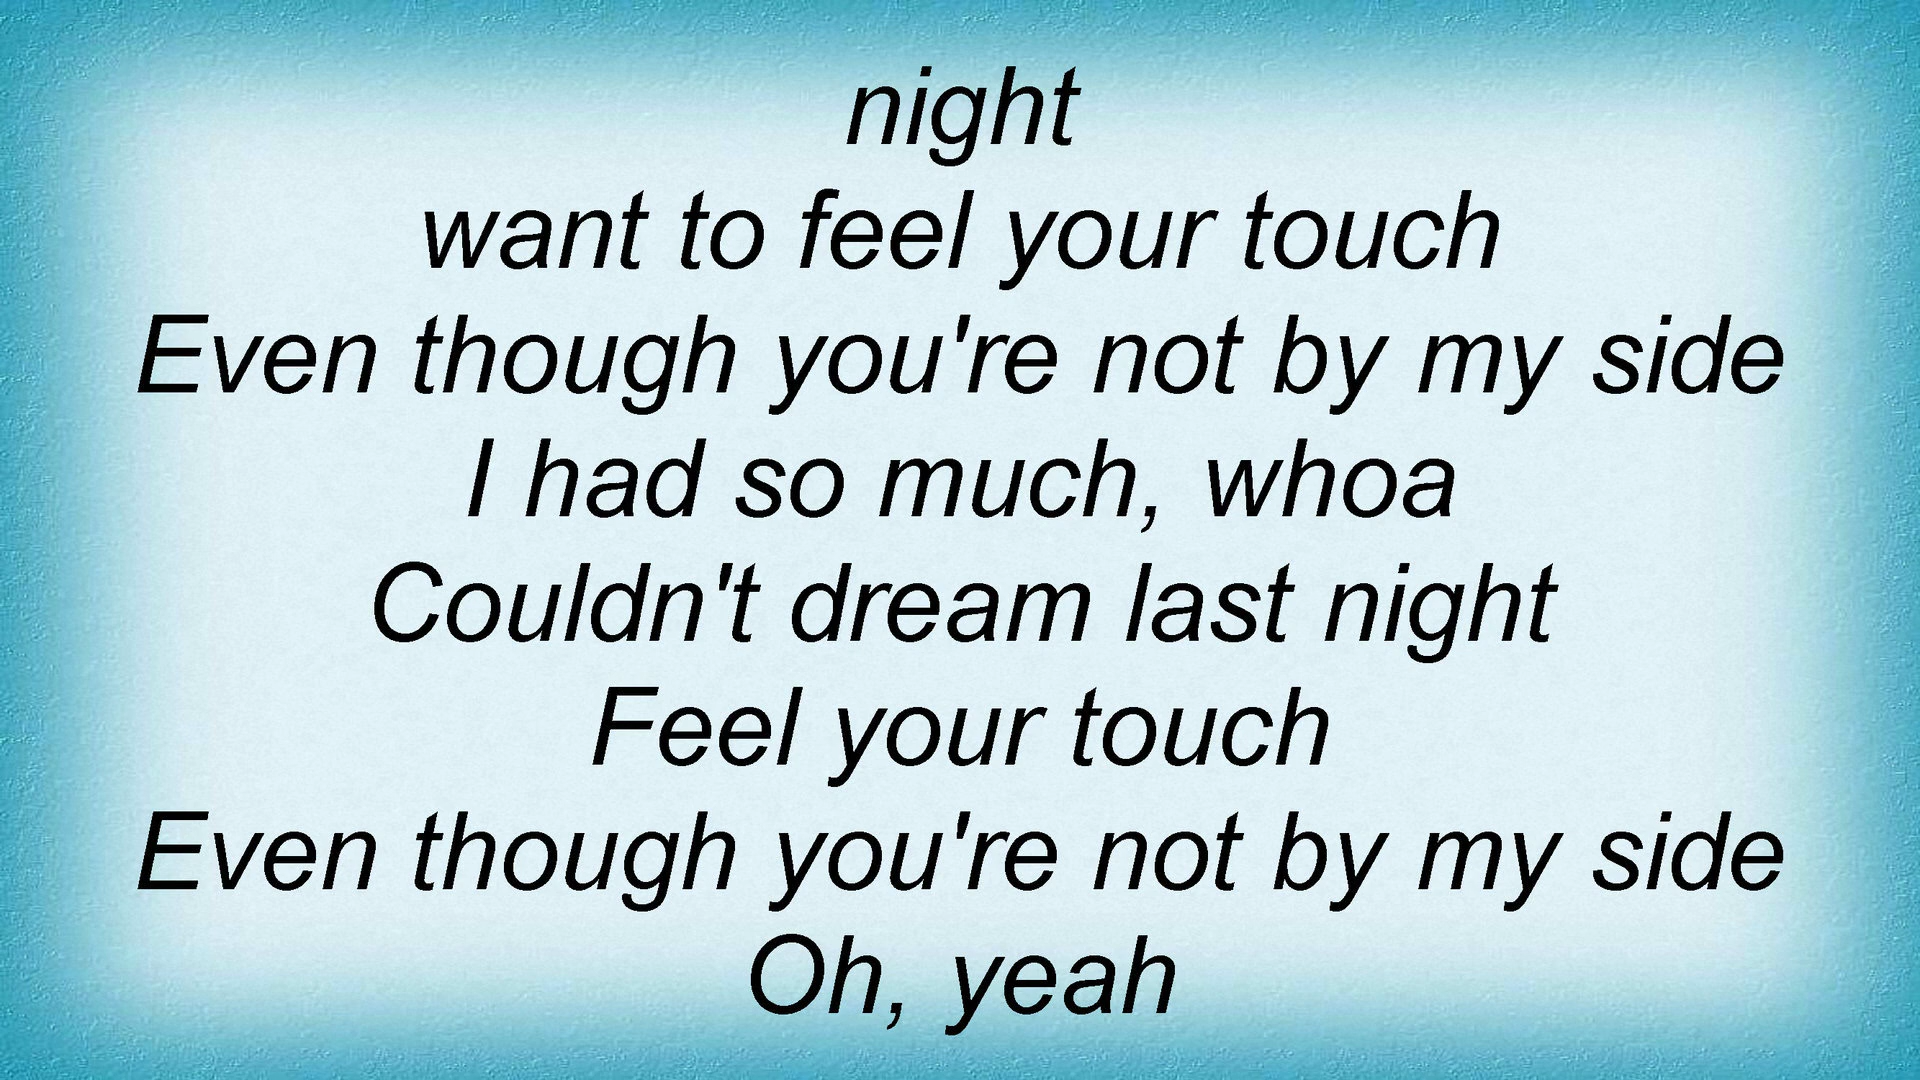 night
want to feel your touch
Even though you're not by my side
I had so much, whoa
Couldn't dream last night
Feel your touch
Even though you're not by my side
Oh, yeah